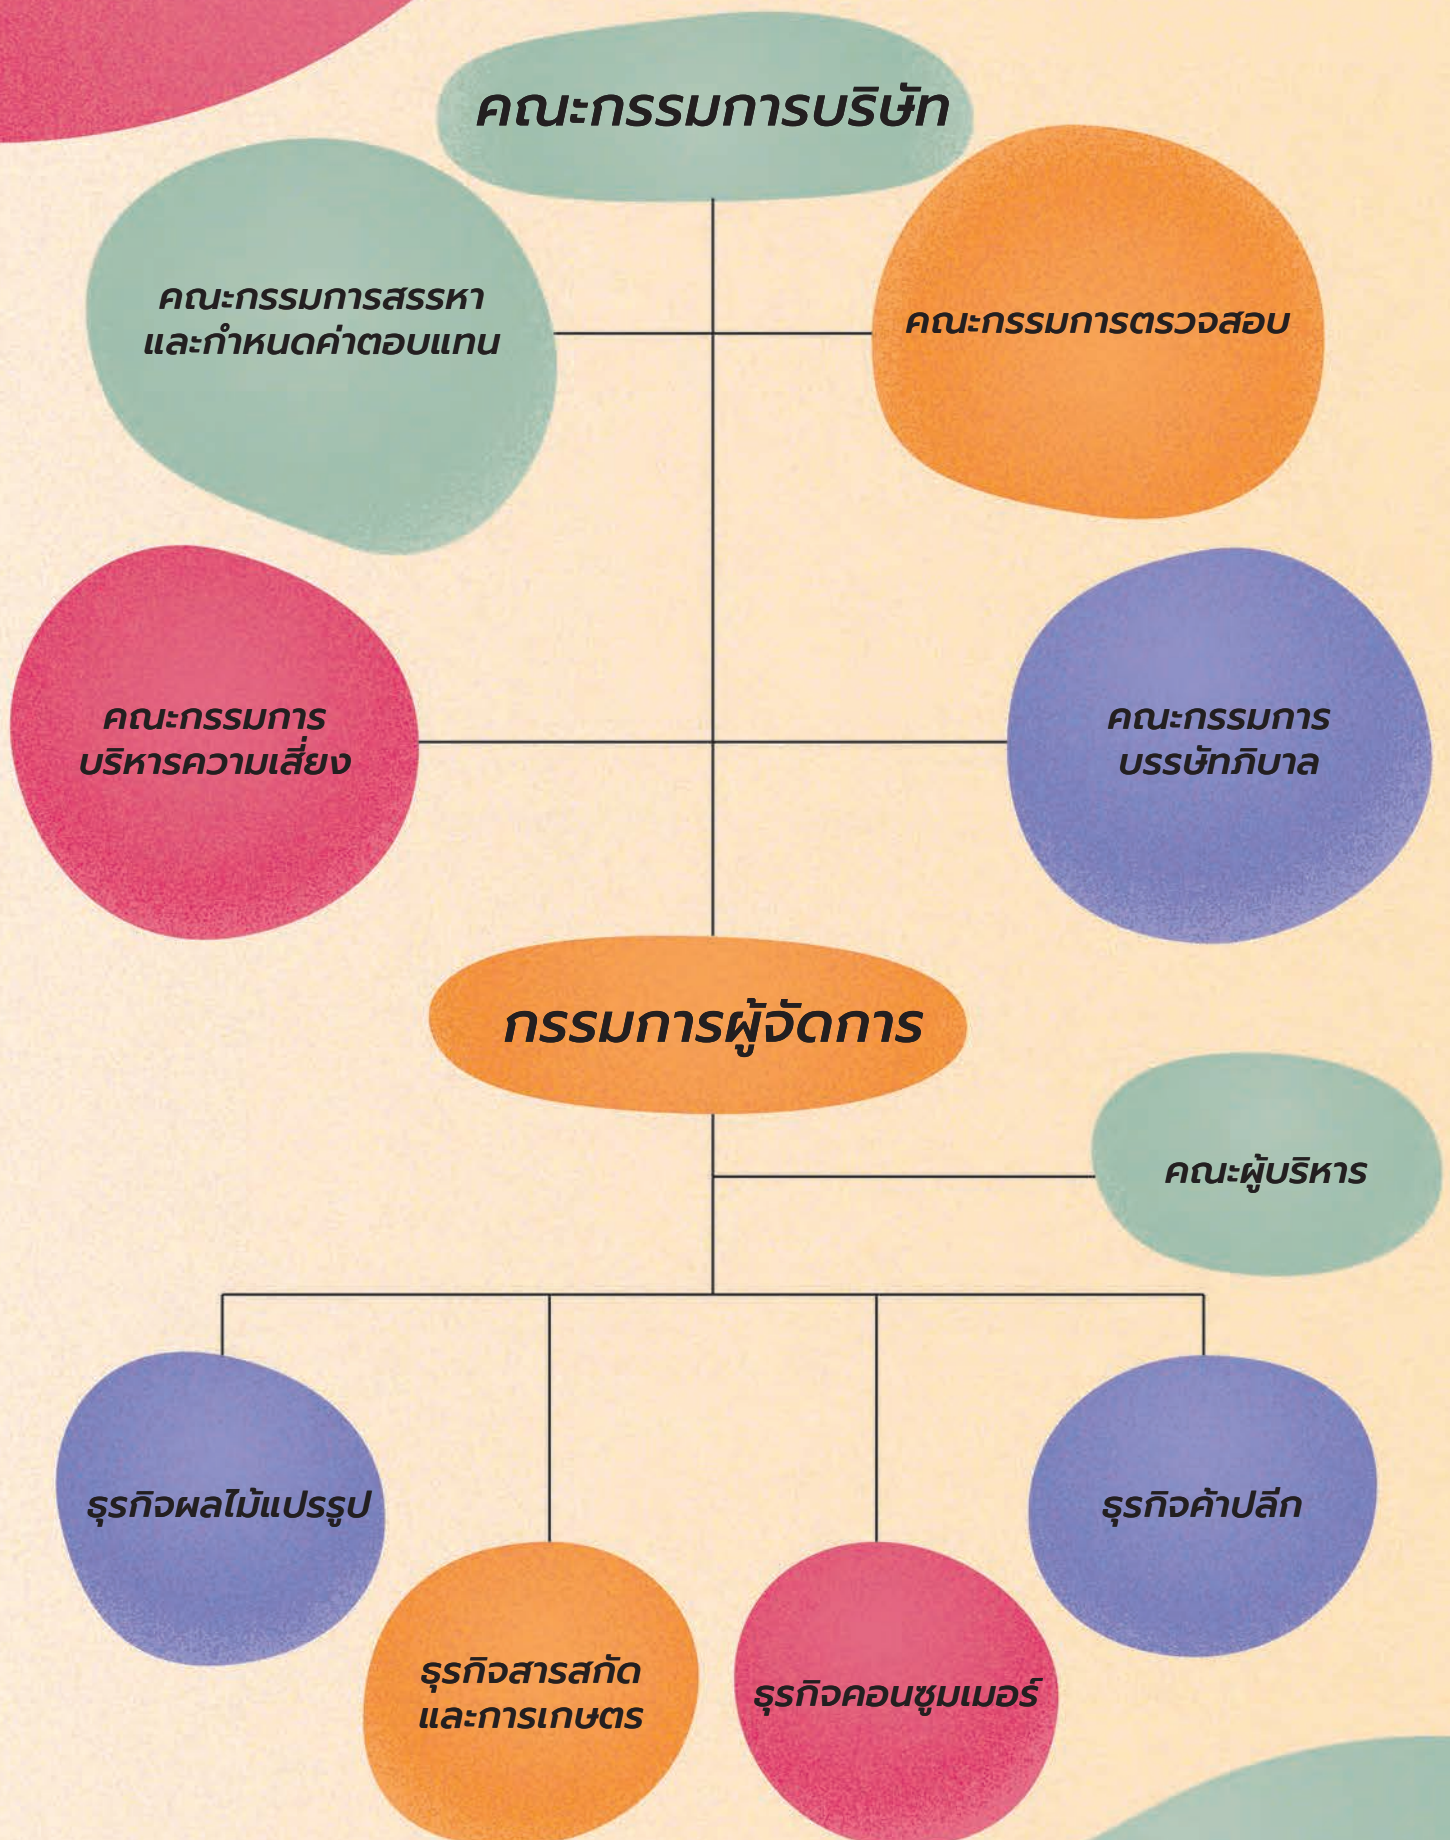 คณะกรรมการบริษัท
คณะกรรมการสรรหา
และกำหนดค่าตอบแทน
คณะกรรมการตรวจสอบ
คณะกรรมการ
บริหารความเสี่ยง
คณะกรรมการ
บรรษัทภิบาล
กรรมการผู้จัดการ
คณะผู้บริหาร
ธุรกิจผลไม้แปรรูป
ธุรกิจค้าปลีก
ธุรกิจสารสกัด
และการเกษตร
ธุรกิจคอนซูมเมอร์